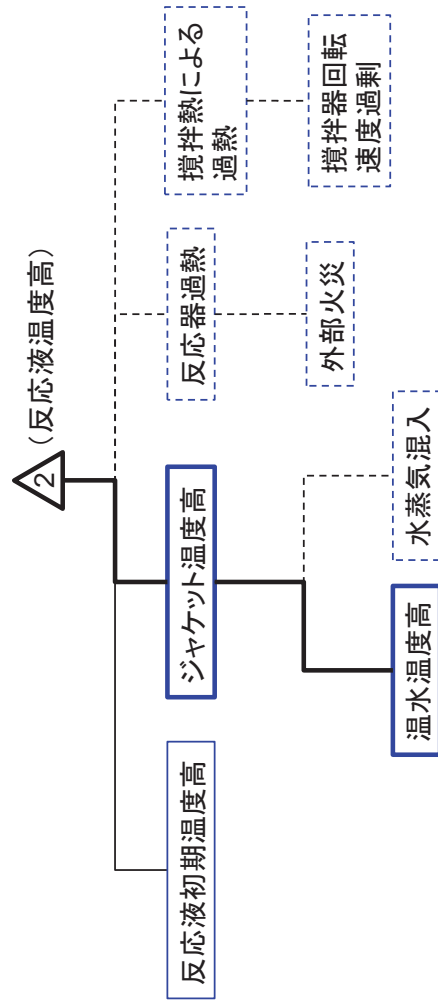 2
(反応液温度高)
反応液初期温度高
ジャケット温度高
反応器過熱
攪拌熱による
過熱
温水温度高
水蒸気混入
外部火災
攪拌器回転
速度過剰